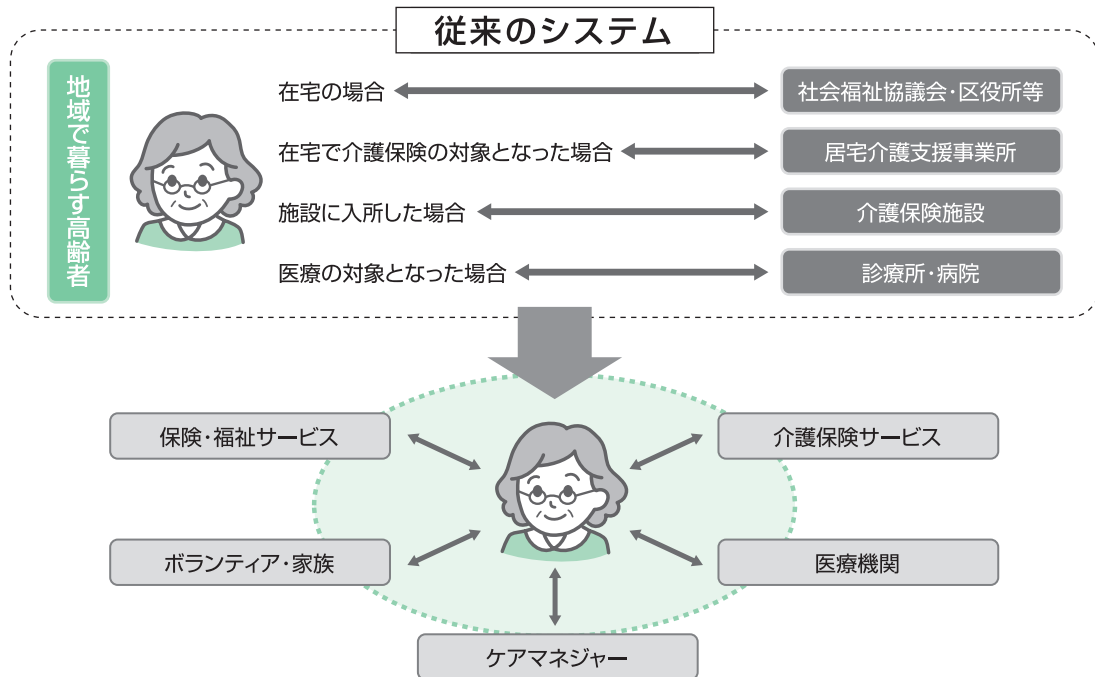 従来のシステム
地域で暮らす高齢者
在宅の場合
社会福祉協議会・区役所等
在宅で介護保険の対象となった場合
居宅介護支援事業所
施設に入所した場合
介護保険施設
医療の対象となった場合
診療所・病院
保険・福祉サービス
介護保険サービス
ボランティア・家族
医療機関
ケアマネジャー